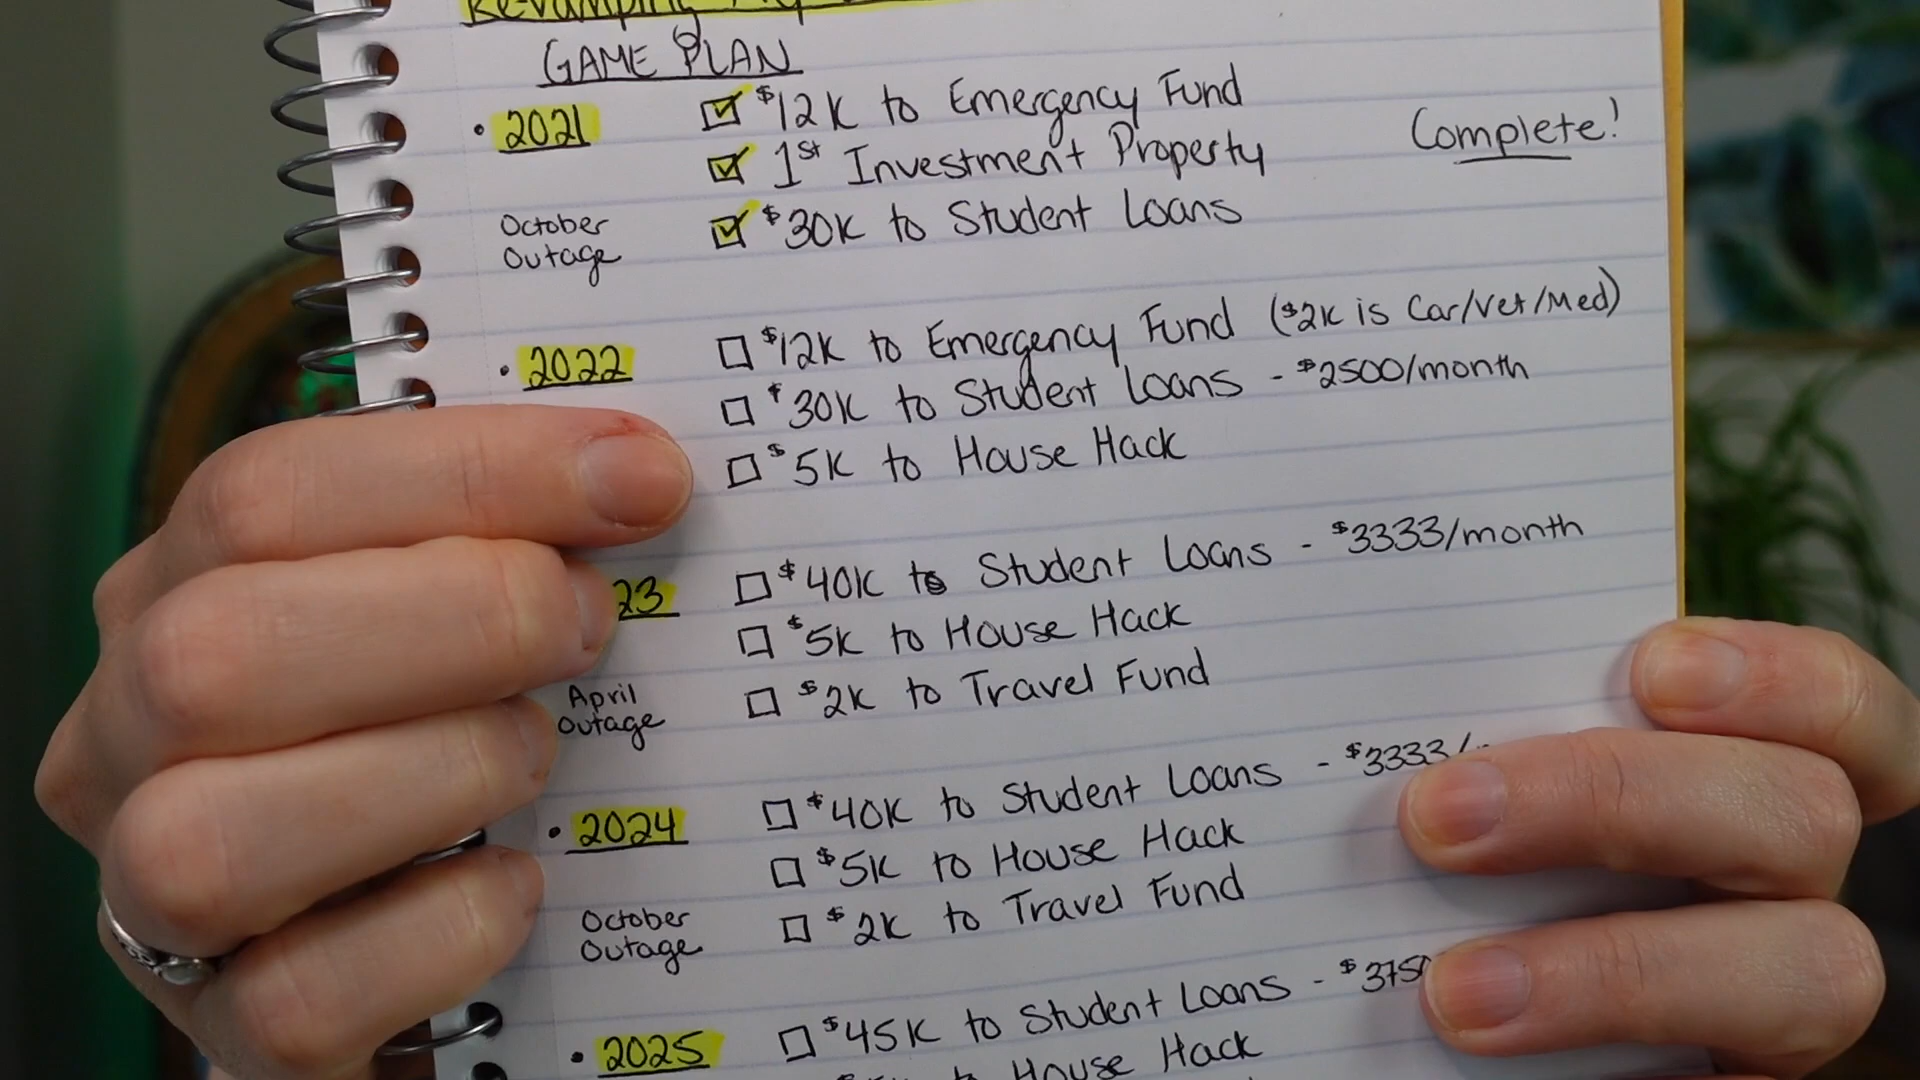 Revamping My
GAME PLAN
• 2021 ☑ $12K to Emergency Fund
Complete!
☑ 1st Investment Property
October Outage ☑ $30K to Student Loans
• 2022 ☐ $12K to Emergency Fund ($2K is Car/Vet/Med)
☐ $30K to Student Loans - $2500/month
☐ $5K to House Hack
23 ☐ $40K to Student Loans - $3333/month
☐ $5K to House Hack
April Outage ☐ $2K to Travel Fund
• 2024 ☐ $40K to Student Loans - $3333/
☐ $5K to House Hack
October Outage ☐ $2K to Travel Fund
• 2025 ☐ $45K to Student Loans - $3750
House Hack